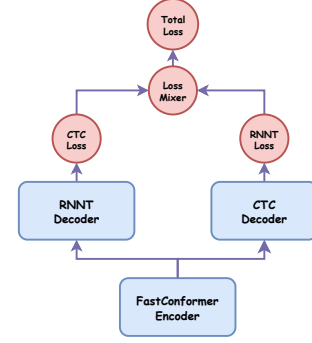 Total
Loss
Loss
Mixer
CTC
Loss
RNNT
Loss
RNNT
Decoder
CTC
Decoder
FastConformer
Encoder